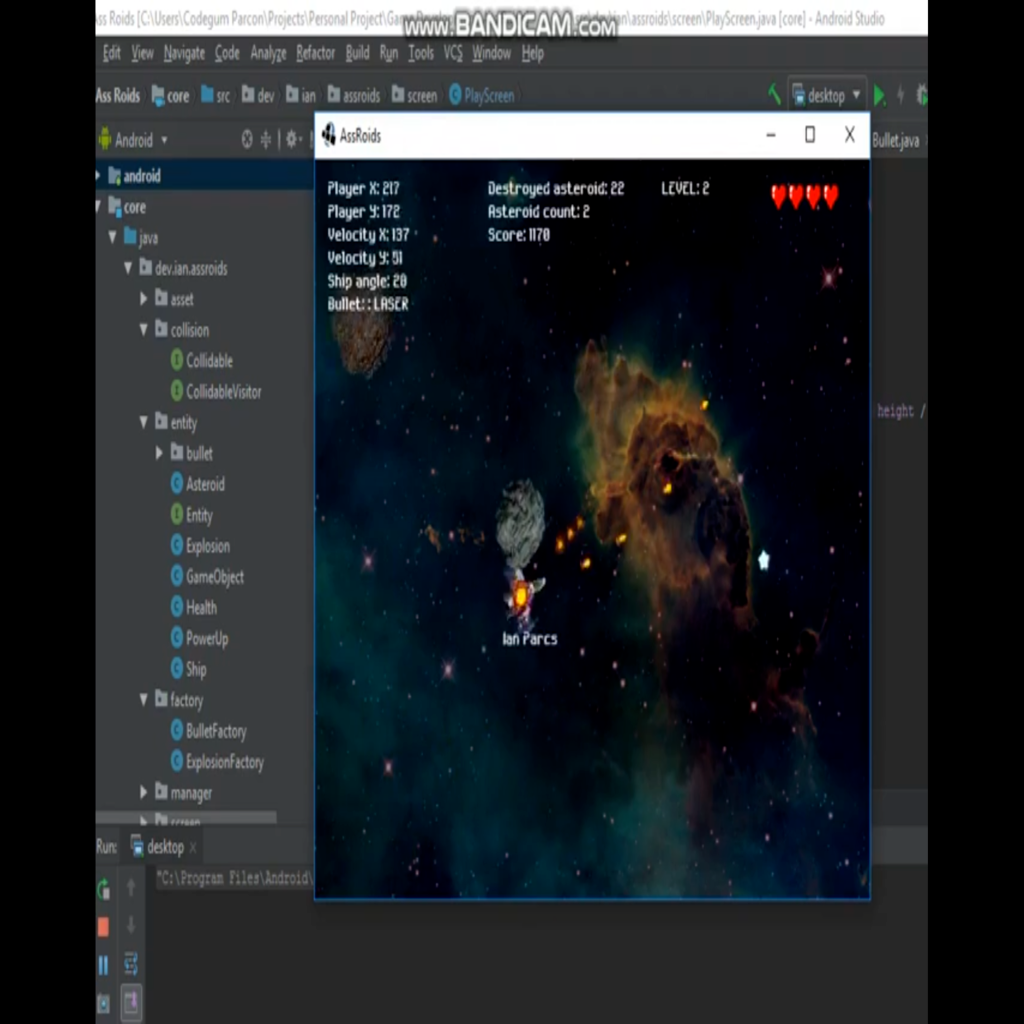 ss Roids [C:\Users\Codegum Parcon\Projects\Personal Project\Game
\assroids\screen\PlayScreen.java [core] - Android Studio
www.BANDICAM.com
Edit View Navigate Code Analyze Refactor Build Run Tools VCS Window Help
Ass Roids core src dev ian assroids screen PlayScreen desktop
Android
AssRoids
Bullet.java
android
core
java
dev.ian.assroids
asset
collision
Collidable
CollidableVisitor
entity
bullet
Asteroid
Entity
Explosion
GameObject
Health
PowerUp
Ship
factory
BulletFactory
ExplosionFactory
manager
screen
Player X: 217
Player Y: 172
Velocity X: 137
Velocity Y: 51
Ship angle: 20
Bullet: : LASER
Destroyed asteroid: 22
Asteroid count: 2
Score: 1170
LEVEL: 2
height /
Ian Parcs
Run: desktop
"C:\Program Files\Android\